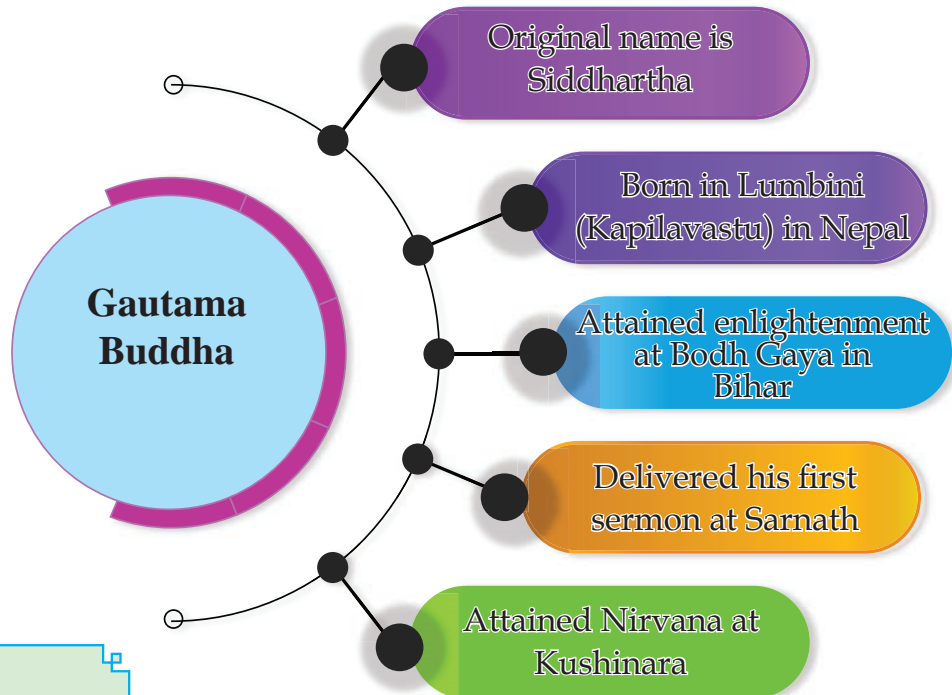 Original name is
Siddhartha
Born in Lumbini
(Kapilavastu) in Nepal
Gautama
Buddha
Attained enlightenment
at Bodh Gaya in
Bihar
Delivered his first
sermon at Sarnath
Attained Nirvana at
Kushinara